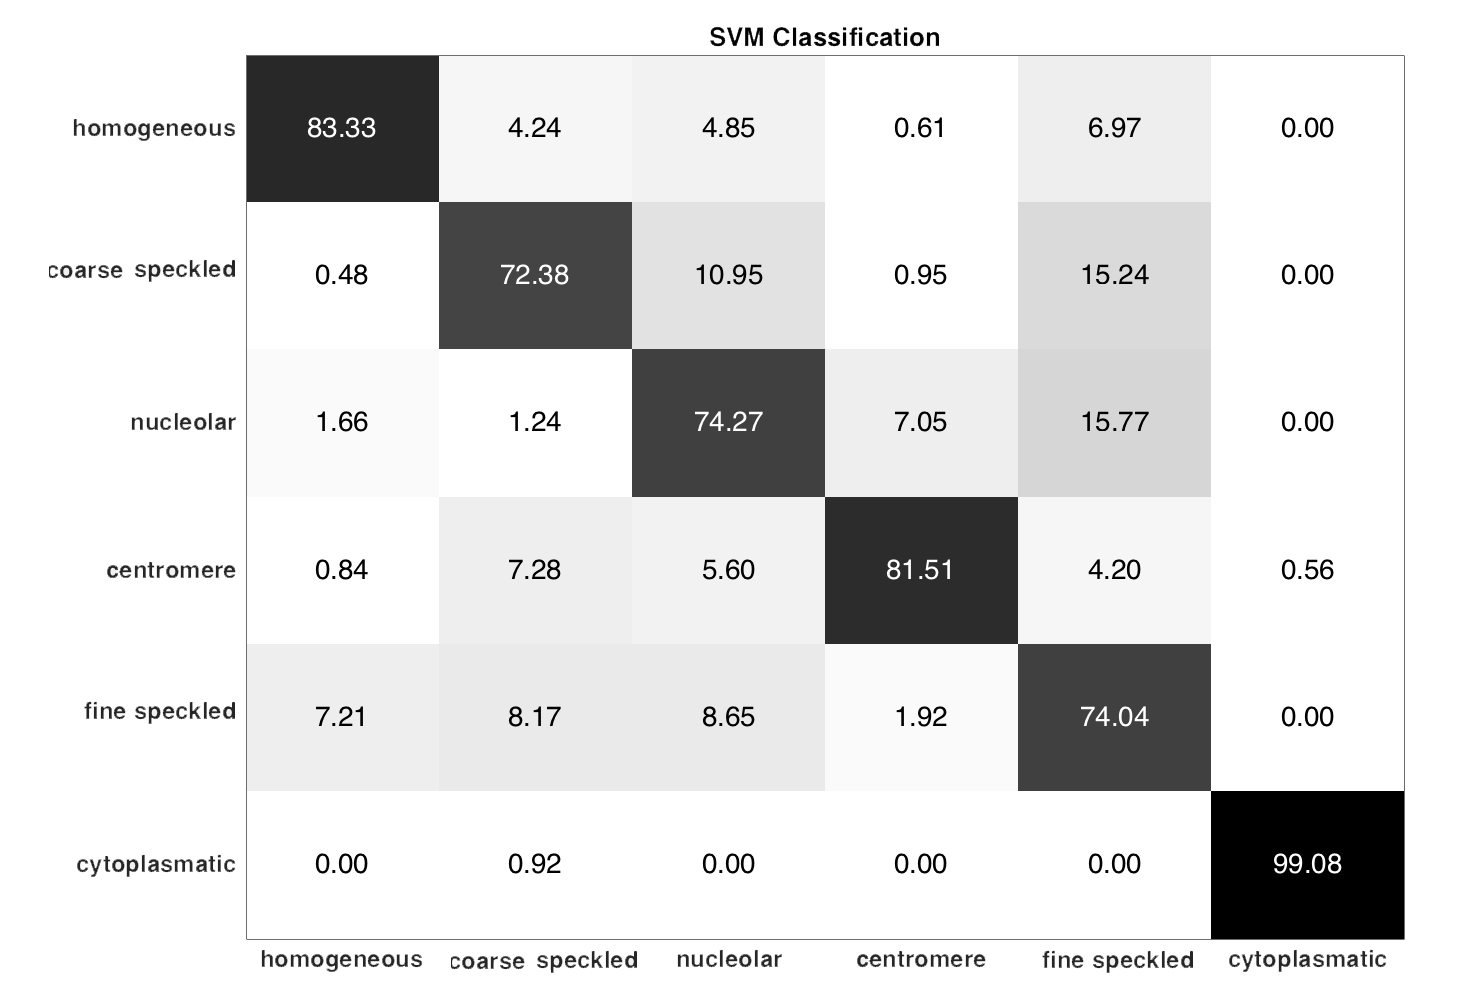 SVM Classification
homogeneous 83.33 4.24 4.85 0.61 6.97 0.00
coarse speckled 0.48 72.38 10.95 0.95 15.24 0.00
nucleolar 1.66 1.24 74.27 7.05 15.77 0.00
centromere 0.84 7.28 5.60 81.51 4.20 0.56
fine speckled 7.21 8.17 8.65 1.92 74.04 0.00
cytoplasmatic 0.00 0.92 0.00 0.00 0.00 99.08
homogeneous coarse speckled nucleolar centromere fine speckled cytoplasmatic